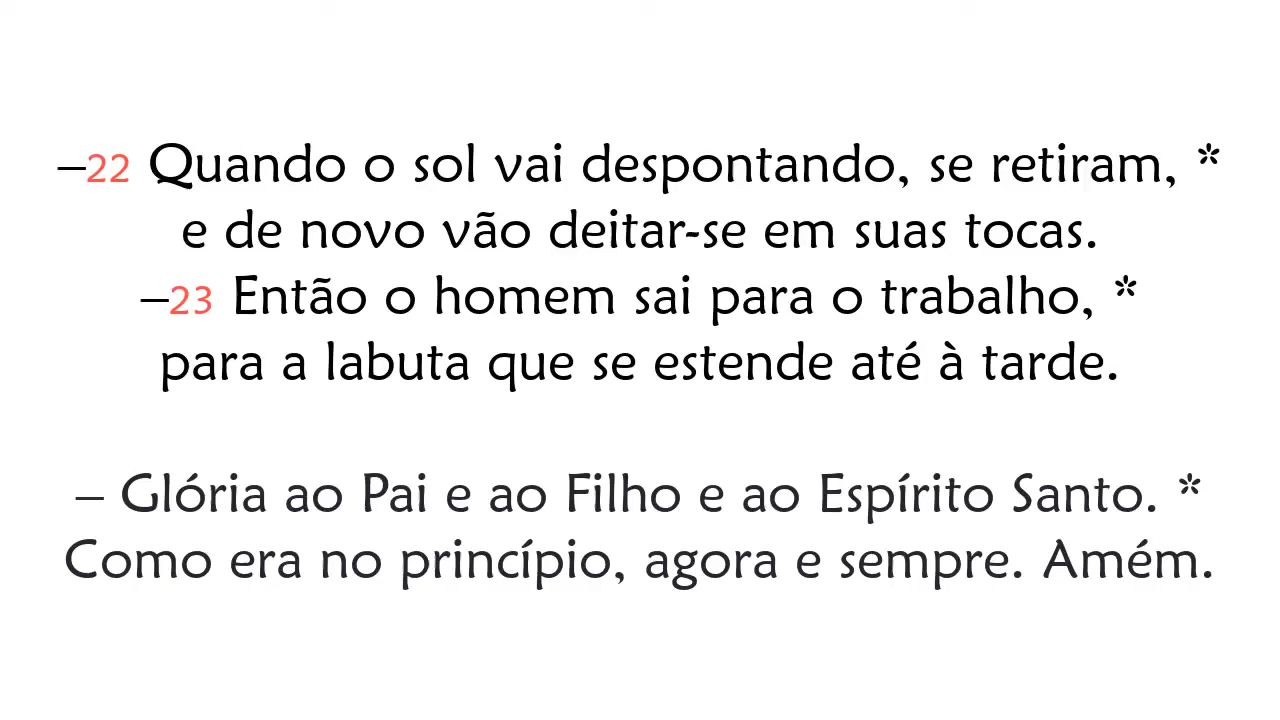 –22 Quando o sol vai despontando, se retiram, *
e de novo vão deitar-se em suas tocas.
–23 Então o homem sai para o trabalho, *
para a labuta que se estende até à tarde.
– Glória ao Pai e ao Filho e ao Espírito Santo. *
Como era no princípio, agora e sempre. Amém.